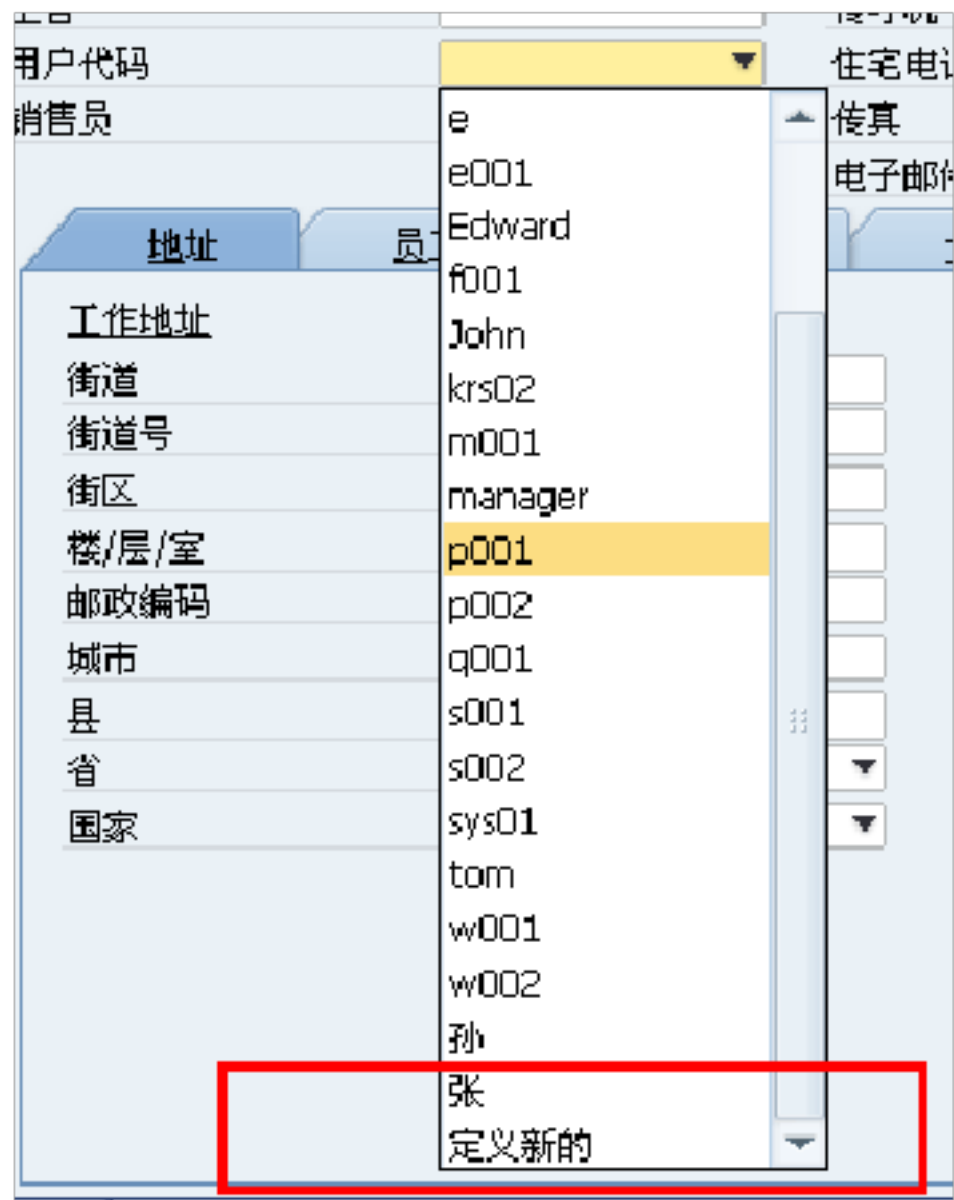 用户代码
住宅电
销售员
传真
电子邮
e
e001
Edward
f001
John
krs02
m001
manager
p001
p002
q001
s001
s002
sys01
tom
w001
w002
孙
张
定义新的
地址
员
工作地址
街道
街道号
街区
楼/层/室
邮政编码
城市
县
省
国家